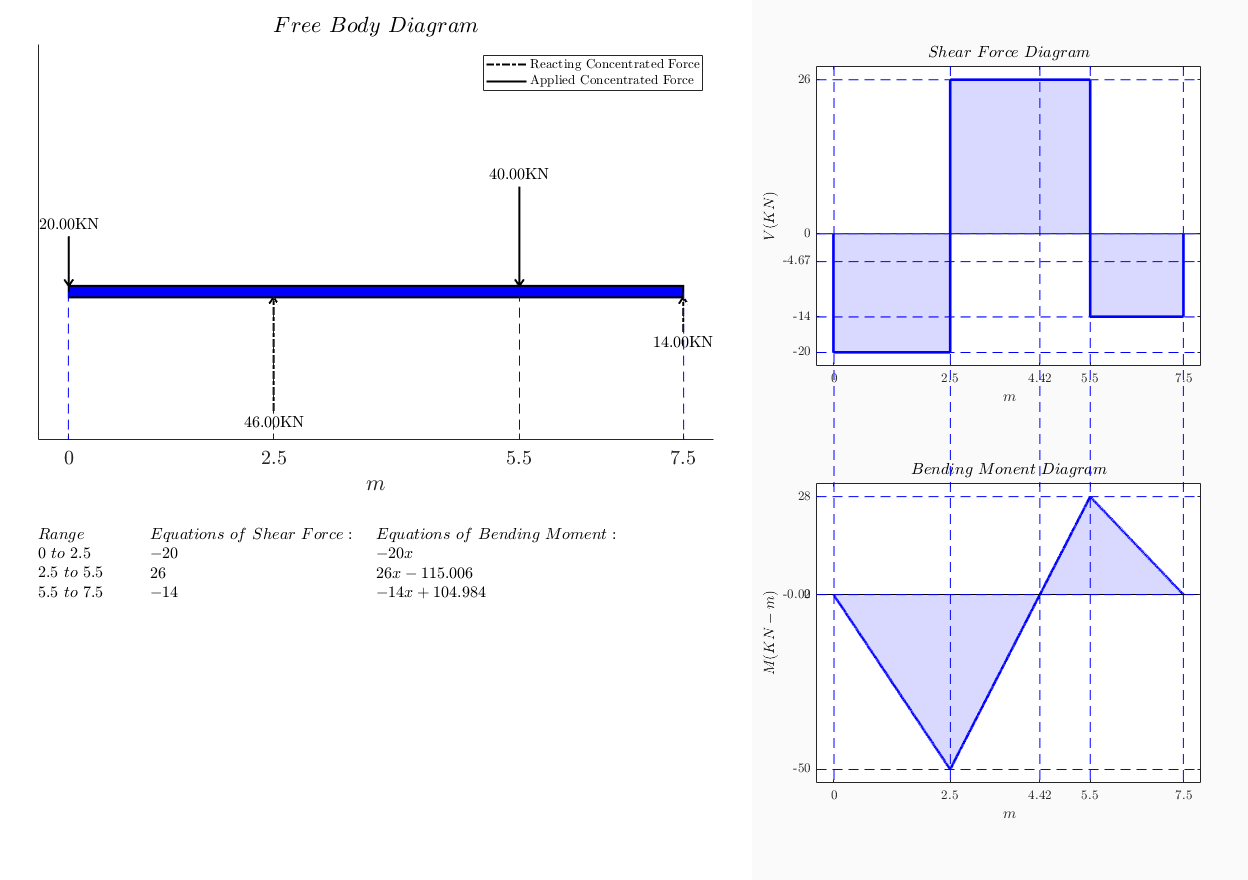 Free Body Diagram
Reacting Concentrated Force
Applied Concentrated Force
40.00KN
20.00KN
14.00KN
46.00KN
0 2.5 5.5 7.5
m
Range Equations of Shear Force : Equations of Bending Moment :
0 to 2.5 −20 −20x
2.5 to 5.5 26 26x − 115.006
5.5 to 7.5 −14 −14x + 104.984
Shear Force Diagram
26
0
-4.67
-14
-20
V(KN)
0 2.5 4.42 5.5 7.5
m
Bending Monent Diagram
28
-50
M(KN − m)
0 2.5 4.42 5.5 7.5
m